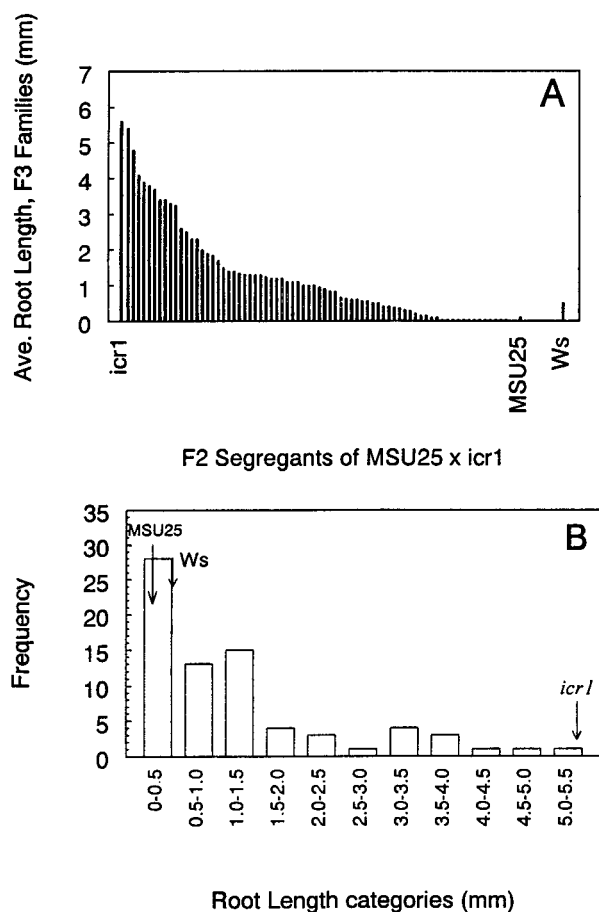 A
Ave. Root Length, F3 Families (mm)
7
6
5
4
3
2
1
0
icr1
MSU25
Ws
F2 Segregants of MSU25 x icr1
B
Frequency
35
30
25
20
15
10
5
0
MSU25
Ws
icr1
0-0.5
0.5-1.0
1.0-1.5
1.5-2.0
2.0-2.5
2.5-3.0
3.0-3.5
3.5-4.0
4.0-4.5
4.5-5.0
5.0-5.5
Root Length categories (mm)